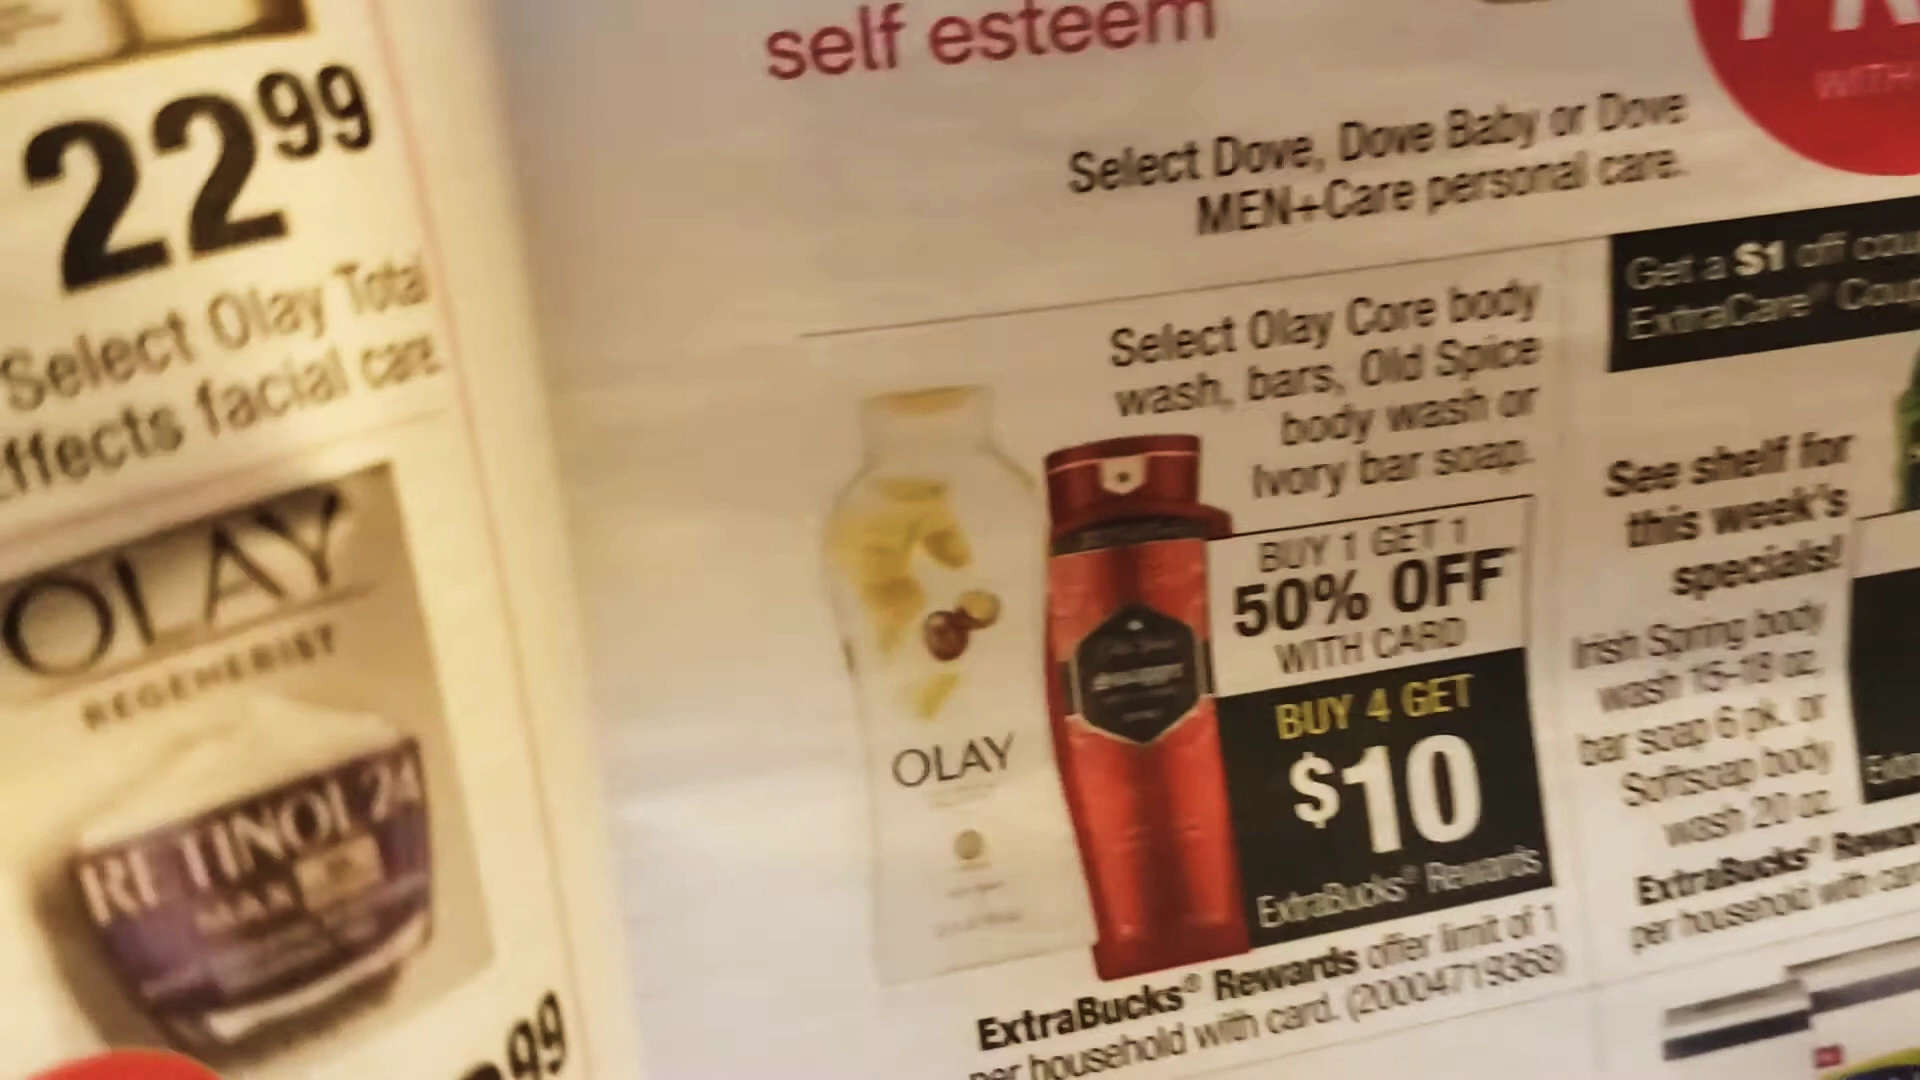 22 99
Select Olay Total
Effects facial care
OLAY
REGENERIST
RETINOL 24
MAX
99
self esteem
Select Dove, Dove Baby or Dove
MEN+Care personal care.
Select Olay Core body
wash, bars, Old Spice
body wash or
Ivory bar soap.
OLAY
BUY 1 GET 1
50% OFF
WITH CARD
BUY 4 GET
$10
ExtraBucks® Rewards
ExtraBucks® Rewards offer limit of 1
per household with card. (20004719368)
WITH
Get a $1 off
ExtraCare®
See shelf for
this week's
specials!
Irish Spring body
wash 15-18 oz.
bar soap 6 pk. or
Softsoap body
wash 20 oz.
ExtraBucks®
per household with